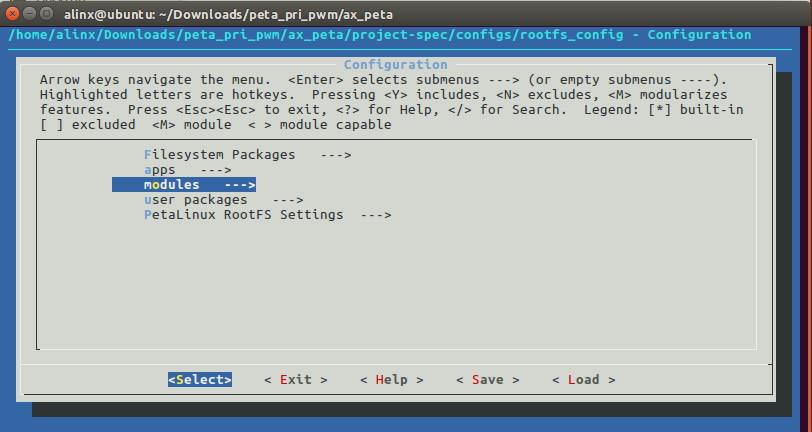 alinx@ubuntu: ~/Downloads/peta_pri_pwm/ax_peta
/home/alinx/Downloads/peta_pri_pwm/ax_peta/project-spec/configs/rootfs_config - Configuration
Configuration
Arrow keys navigate the menu.  <Enter> selects submenus ---> (or empty submenus ----).
Highlighted letters are hotkeys.  Pressing <Y> includes, <N> excludes, <M> modularizes
features.  Press <Esc><Esc> to exit, <?> for Help, </> for Search.  Legend: [*] built-in
[ ] excluded  <M> module  < > module capable
Filesystem Packages   --->
apps   --->
modules   --->
user packages   --->
PetaLinux RootFS Settings  --->
<Select>    < Exit >    < Help >    < Save >    < Load >